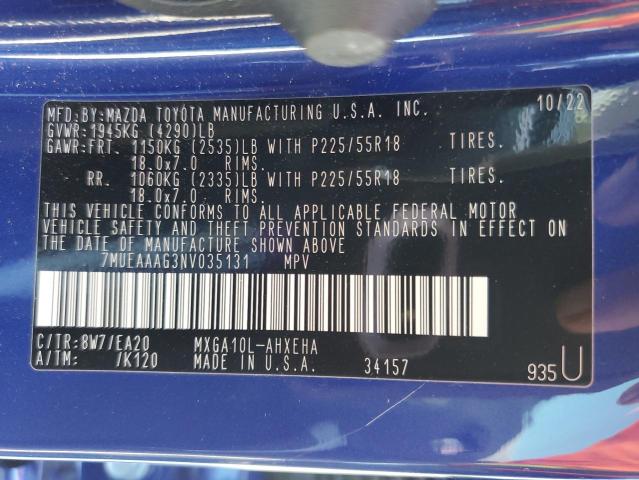 MFD.BY:MAZDA TOYOTA MANUFACTURING U.S.A. INC. 10/22
GVWR:1945KG (4290)LB
GAWR:FRT. 1150KG (2535)LB WITH P225/55R18 TIRES.
18.0x7.0 RIMS.
RR. 1060KG (2335)LB WITH P225/55R18 TIRES.
18.0x7.0 RIMS.
THIS VEHICLE CONFORMS TO ALL APPLICABLE FEDERAL MOTOR
VEHICLE SAFETY AND THEFT PREVENTION STANDARDS IN EFFECT ON
THE DATE OF MANUFACTURE SHOWN ABOVE
7MUEAAAG3NV035131 MPV
C/TR:8W7/EA20 MXGA10L-AHXEHA
A/TM: /K120 MADE IN U.S.A. 34157 935U